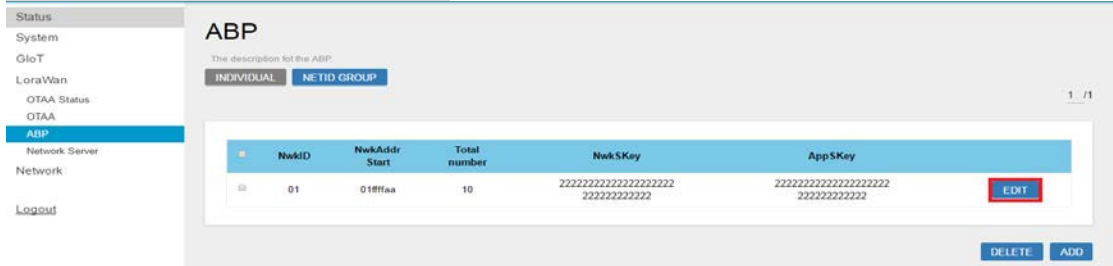 Status
System
GIoT
LoraWan
OTAA Status
OTAA
ABP
Network Server
Network
Logout
ABP
The description fot the ABP.
INDIVIDUAL NETID GROUP
1 /1
NwkID NwkAddr Start Total number NwkSKey AppSKey
01 01ffffaa 10 22222222222222222222 22222222222222222222 EDIT
222222222222 222222222222
DELETE ADD